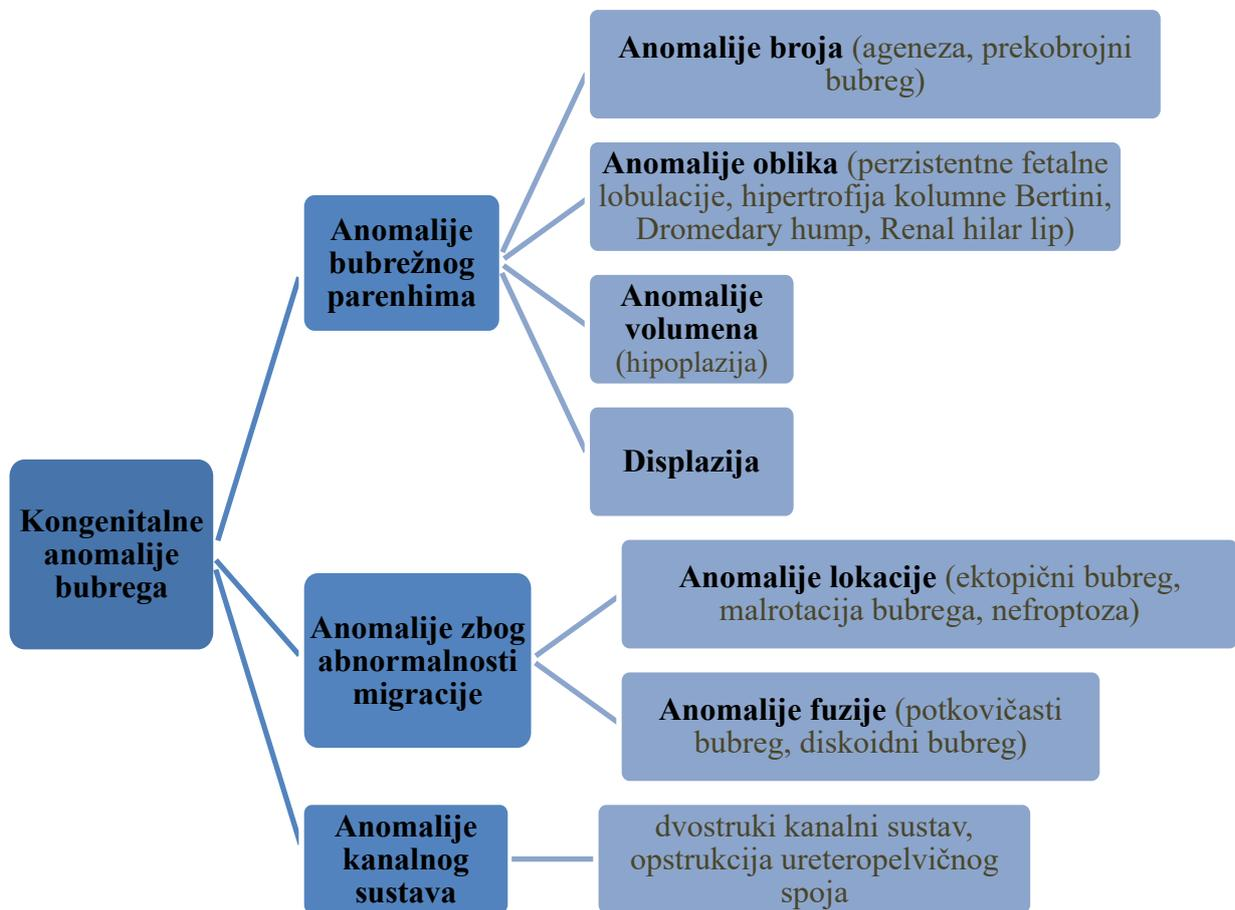 Kongenitalne
anomalije
bubrega
Anomalije
bubrežnog
parenhima
Anomalije broja (ageneza, prekobrojni
bubreg)
Anomalije oblika (perzistentne fetalne
lobulacije, hipertrofija kolumne Bertini,
Dromedary hump, Renal hilar lip)
Anomalije
volumena
(hipoplazija)
Displazija
Anomalije zbog
abnormalnosti
migracije
Anomalije lokacije (ektopični bubreg,
malrotacija bubrega, nefroptoza)
Anomalije fuzije (potkovičasti
bubreg, diskoidni bubreg)
Anomalije
kanalnog
sustava
dvostruki kanalni sustav,
opstrukcija ureteropelvičnog
spoja